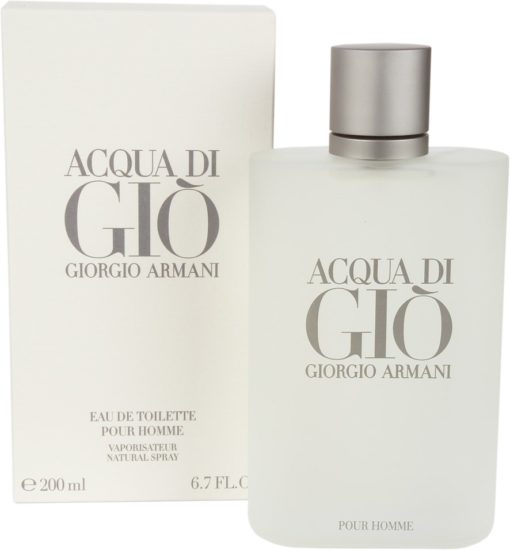 ACQUA DI
GIÒ
GIORGIO ARMANI
EAU DE TOILETTE
POUR HOMME
VAPORISATEUR
NATURAL SPRAY
℮ 200 ml 6.7 FL.O
ACQUA DI
GIÒ
GIORGIO ARMANI
POUR HOMME